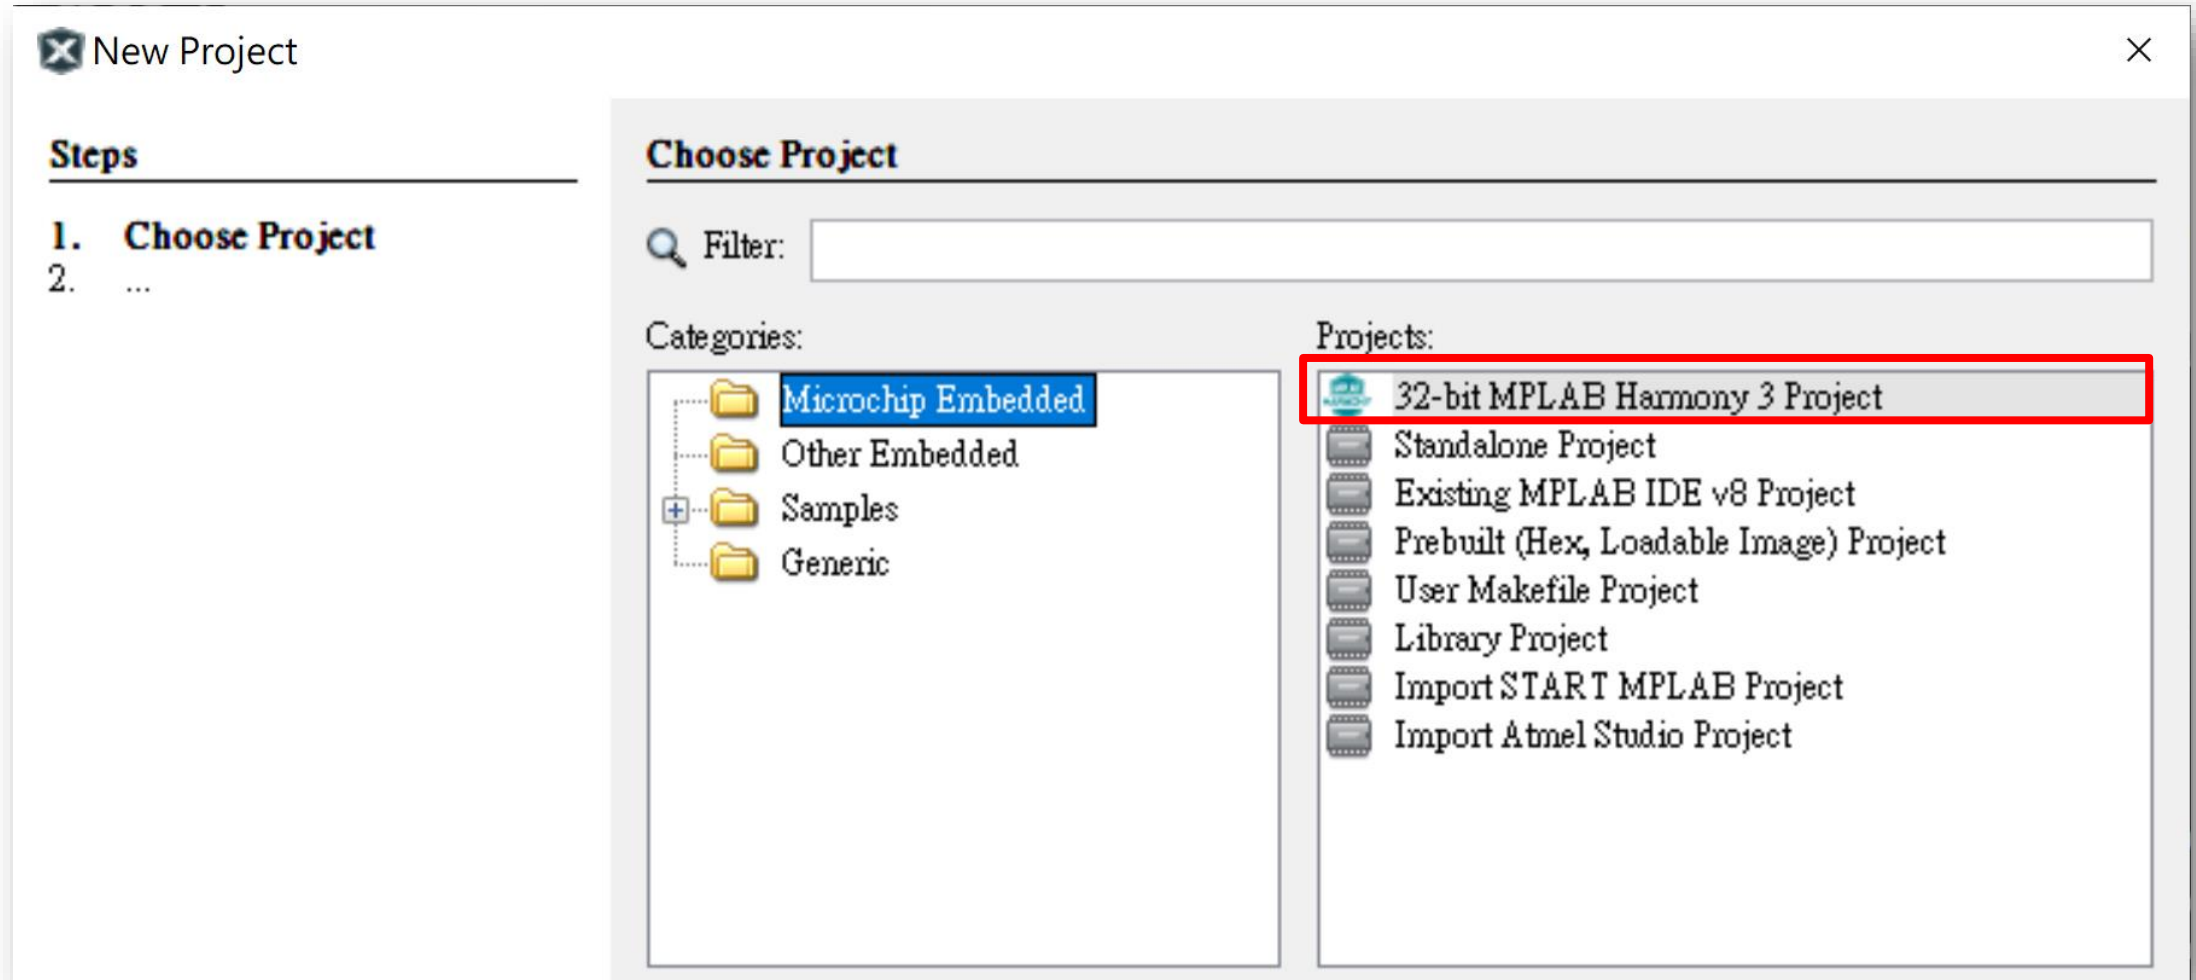 New Project
Steps
1. Choose Project
2. ...
Choose Project
Filter:
Categories:
Microchip Embedded
Other Embedded
Samples
Generic
Projects:
32-bit MPLAB Harmony 3 Project
Standalone Project
Existing MPLAB IDE v8 Project
Prebuilt (Hex, Loadable Image) Project
User Makefile Project
Library Project
Import START MPLAB Project
Import Atmel Studio Project